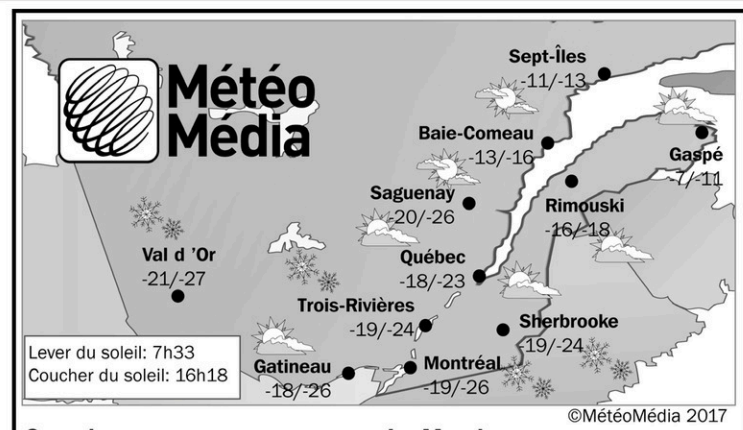 Météo
Média
Sept-Îles
-11/-13
Baie-Comeau
-13/-16
Gaspé
-7/-11
Saguenay
-20/-26
Rimouski
-16/-18
Val d 'Or
-21/-27
Québec
-18/-23
Trois-Rivières
-19/-24
Sherbrooke
-19/-24
Lever du soleil: 7h33
Coucher du soleil: 16h18
Gatineau
-18/-26
Montréal
-19/-26
©MétéoMédia 2017